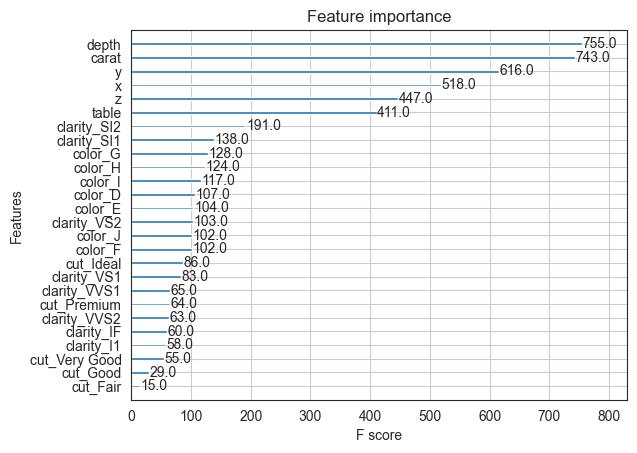 Feature importance
depth 755.0
carat 743.0
y 616.0
x 518.0
z 447.0
table 411.0
clarity_SI2 191.0
clarity_SI1 138.0
color_G 128.0
color_H 124.0
color_I 117.0
color_D 107.0
color_E 104.0
clarity_VS2 103.0
color_J 102.0
color_F 102.0
cut_Ideal 86.0
clarity_VS1 83.0
clarity_VVS1 65.0
cut_Premium 64.0
clarity_VVS2 63.0
clarity_IF 60.0
clarity_I1 58.0
cut_Very Good 55.0
cut_Good 29.0
cut_Fair 15.0
Features
0 100 200 300 400 500 600 700 800
F score